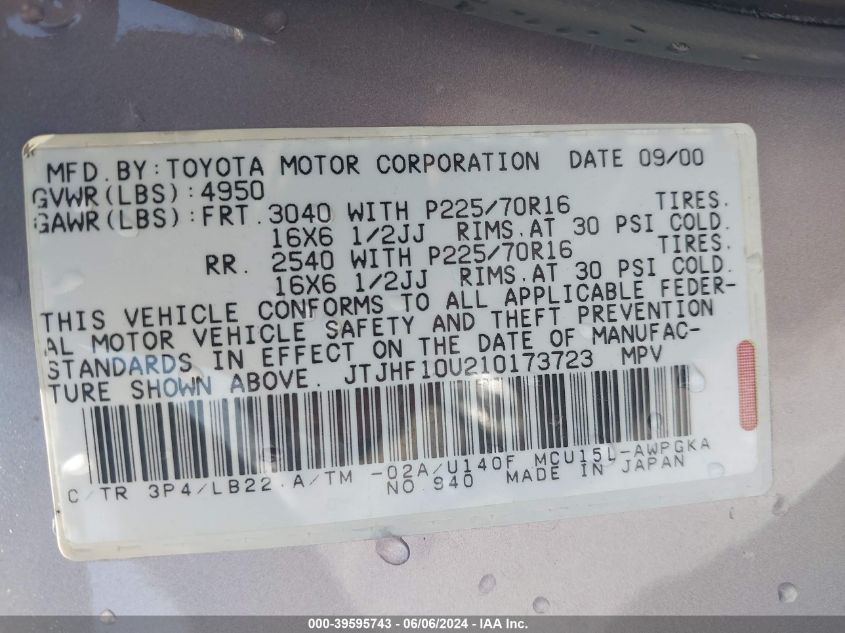 MFD.BY:TOYOTA MOTOR CORPORATION DATE 09/00
GVWR(LBS):4950
GAWR(LBS):FRT.3040 WITH P225/70R16 TIRES.
16X6 1/2JJ RIMS.AT 30 PSI COLD.
RR. 2540 WITH P225/70R16 TIRES.
16X6 1/2JJ RIMS.AT 30 PSI COLD.
THIS VEHICLE CONFORMS TO ALL APPLICABLE FEDER-
AL MOTOR VEHICLE SAFETY AND THEFT PREVENTION
STANDARDS IN EFFECT ON THE DATE OF MANUFAC-
TURE SHOWN ABOVE. JTJHF10U210173723 MPV
C/TR 3P4/LB22.A/TM -02A/U140F MCU15L-AWPGKA
NO.940 MADE IN JAPAN
000-39595743 - 06/06/2024 - IAA Inc.